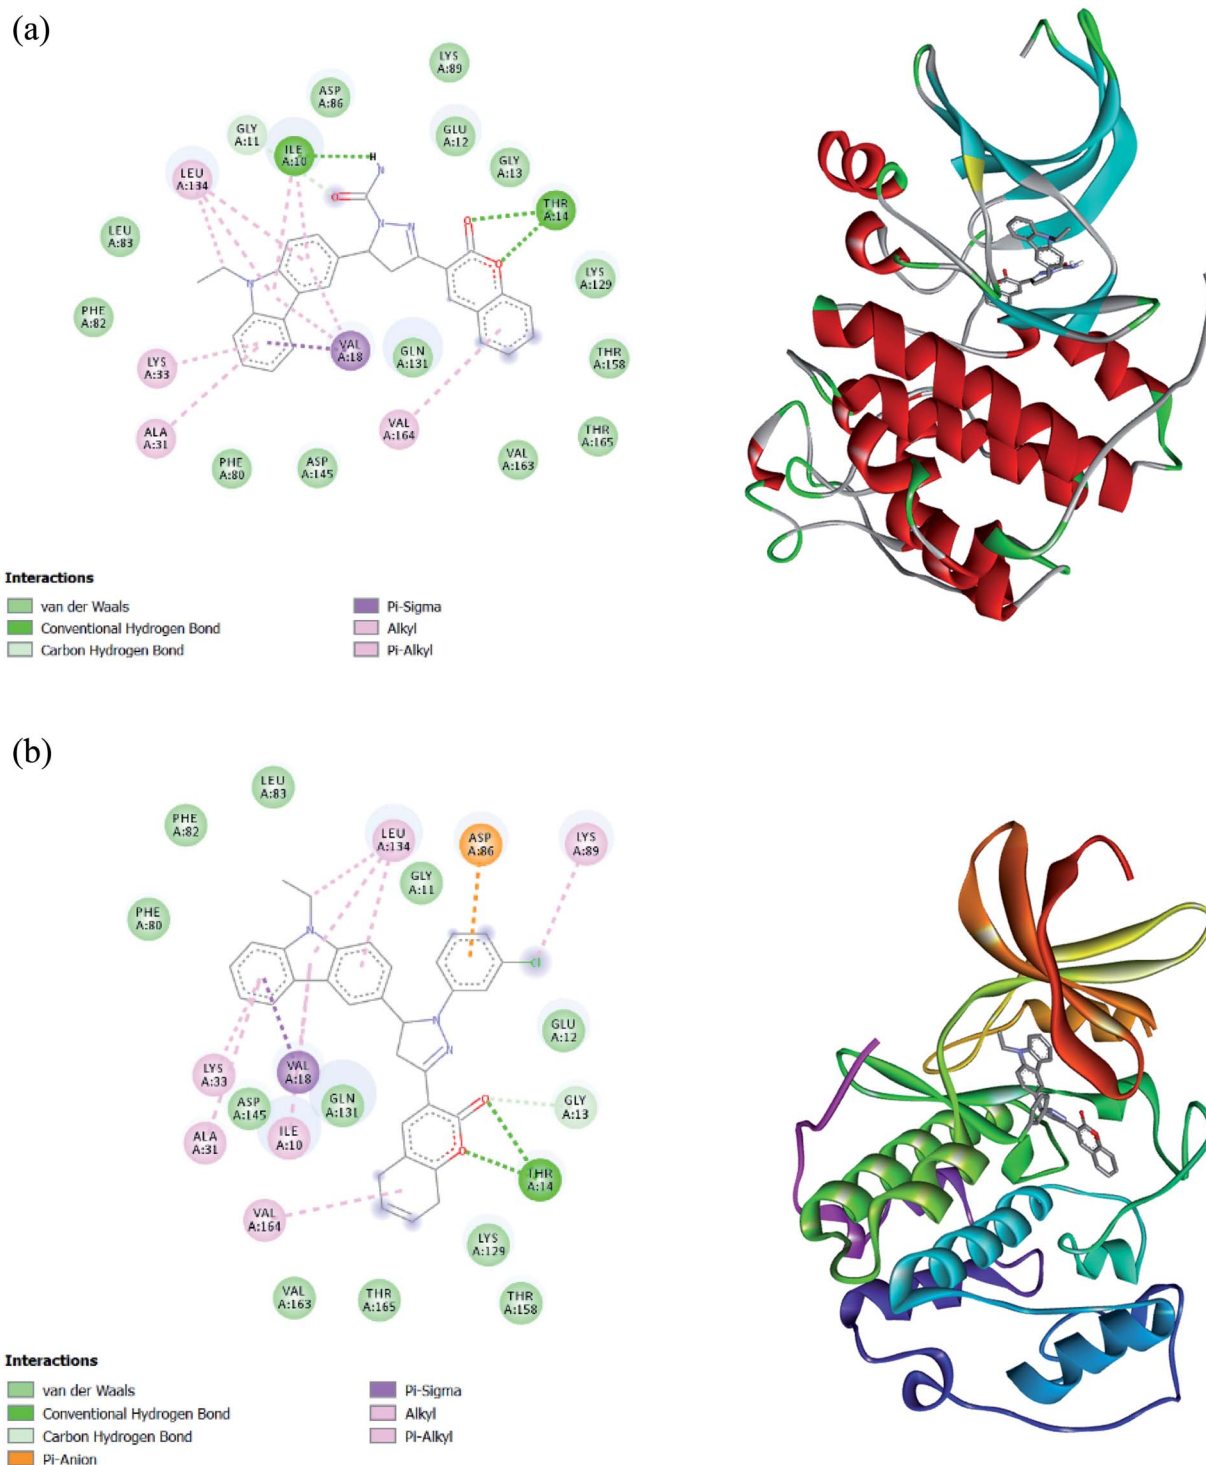 (a)
LYS
A:89
ASP
A:86
GLY
A:11
GLU
A:12
ILE
A:10
H
GLY
A:13
LEU
A:134
N
O
THR
A:14
O
N
N
LEU
A:83
O
LYS
A:129
N
PHE
A:82
VAL
A:18
GLN
A:131
THR
A:158
LYS
A:33
VAL
A:164
THR
A:165
ALA
A:31
VAL
A:163
PHE
A:80
ASP
A:145
Interactions
van der Waals
Conventional Hydrogen Bond
Carbon Hydrogen Bond
Pi-Sigma
Alkyl
Pi-Alkyl
(b)
LEU
A:83
PHE
A:82
LEU
A:134
ASP
A:86
LYS
A:89
GLY
A:11
PHE
A:80
N
Cl
N
GLU
A:12
N
LYS
A:33
VAL
A:18
ASP
A:145
GLN
A:131
O
GLY
A:13
ALA
A:31
ILE
A:10
O
THR
A:14
VAL
A:164
LYS
A:129
VAL
A:163
THR
A:165
THR
A:158
Interactions
van der Waals
Conventional Hydrogen Bond
Carbon Hydrogen Bond
Pi-Anion
Pi-Sigma
Alkyl
Pi-Alkyl